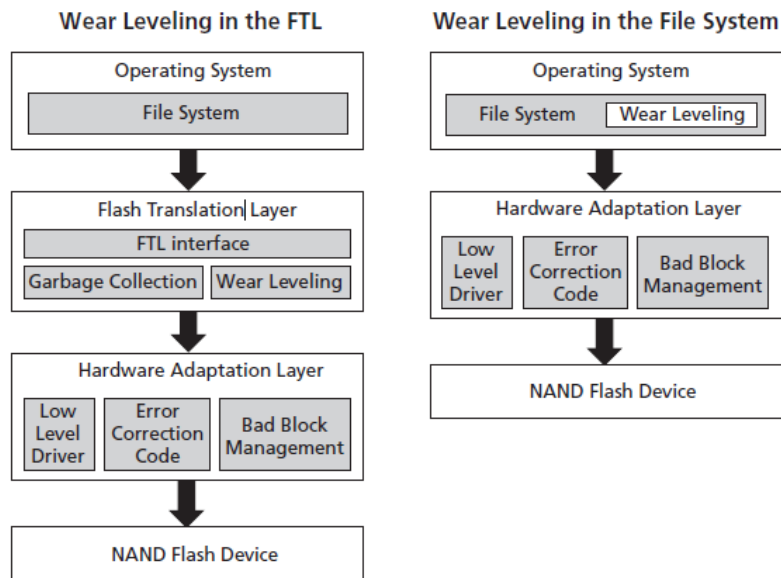 Wear Leveling in the FTL
Operating System
File System
Flash Translation Layer
FTL interface
Garbage Collection
Wear Leveling
Hardware Adaptation Layer
Low
Level
Driver
Error
Correction
Code
Bad Block
Management
NAND Flash Device
Wear Leveling in the File System
Operating System
File System
Wear Leveling
Hardware Adaptation Layer
Low
Level
Driver
Error
Correction
Code
Bad Block
Management
NAND Flash Device